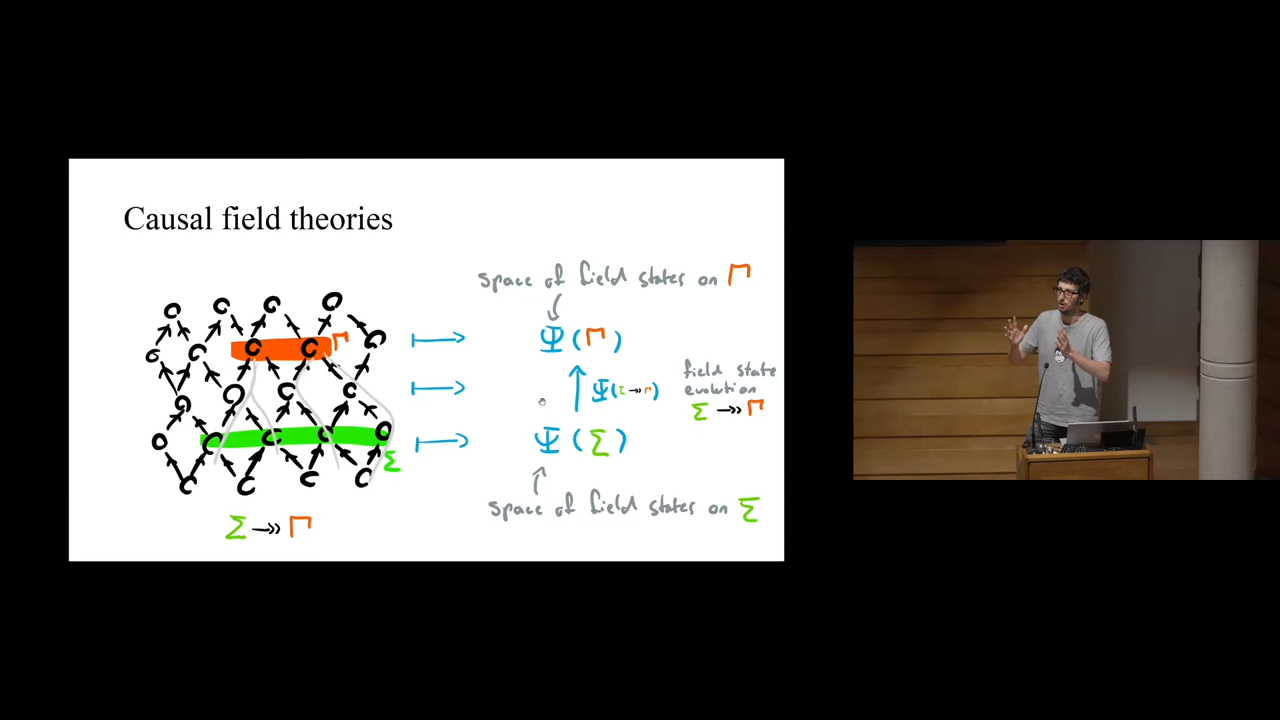 Causal field theories
space of field states on Γ
Ψ(Γ)
Γ
Ψ(Σ ↠ Γ)
field state
evolution
Σ ↠ Γ
Ψ(Σ)
Σ
space of field states on Σ
Σ ↠ Γ